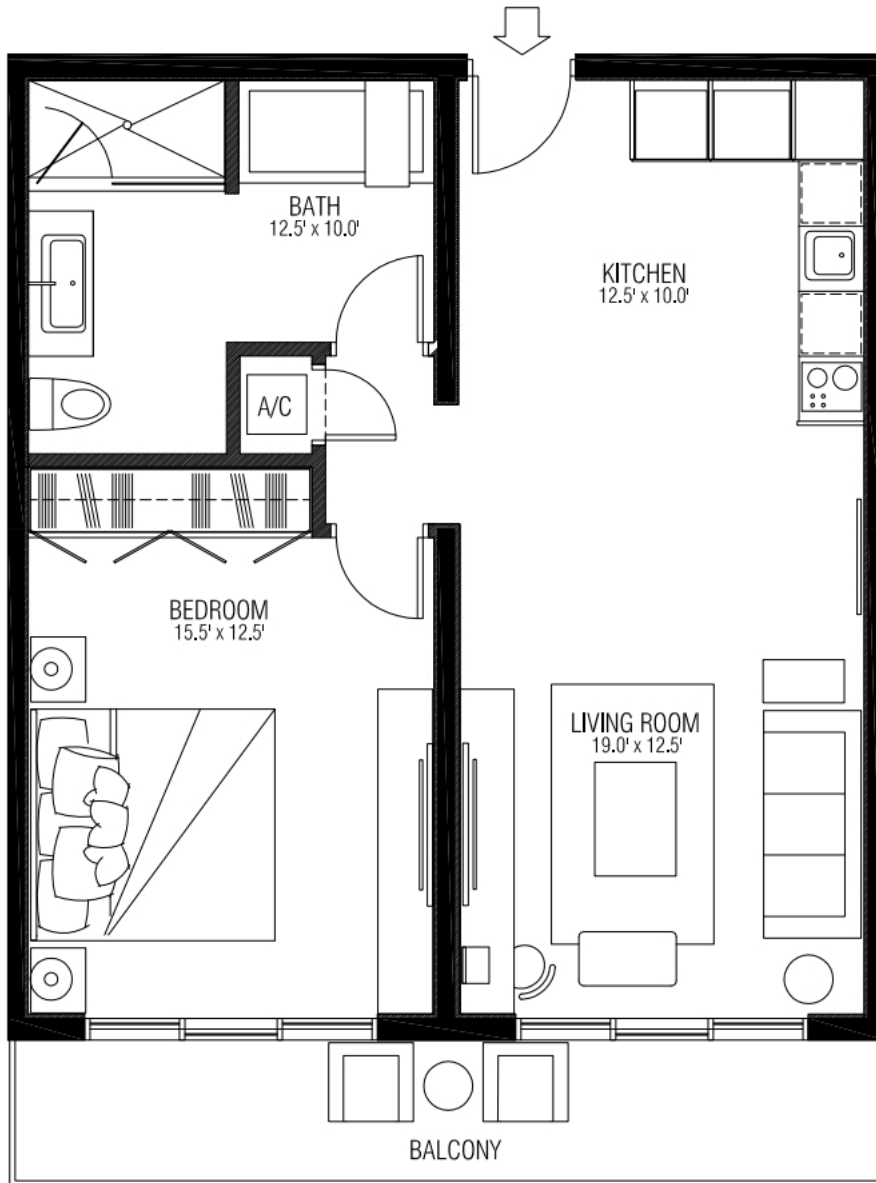 BATH
12.5' x 10.0'
KITCHEN
12.5' x 10.0'
A/C
BEDROOM
15.5' x 12.5'
LIVING ROOM
19.0' x 12.5'
BALCONY